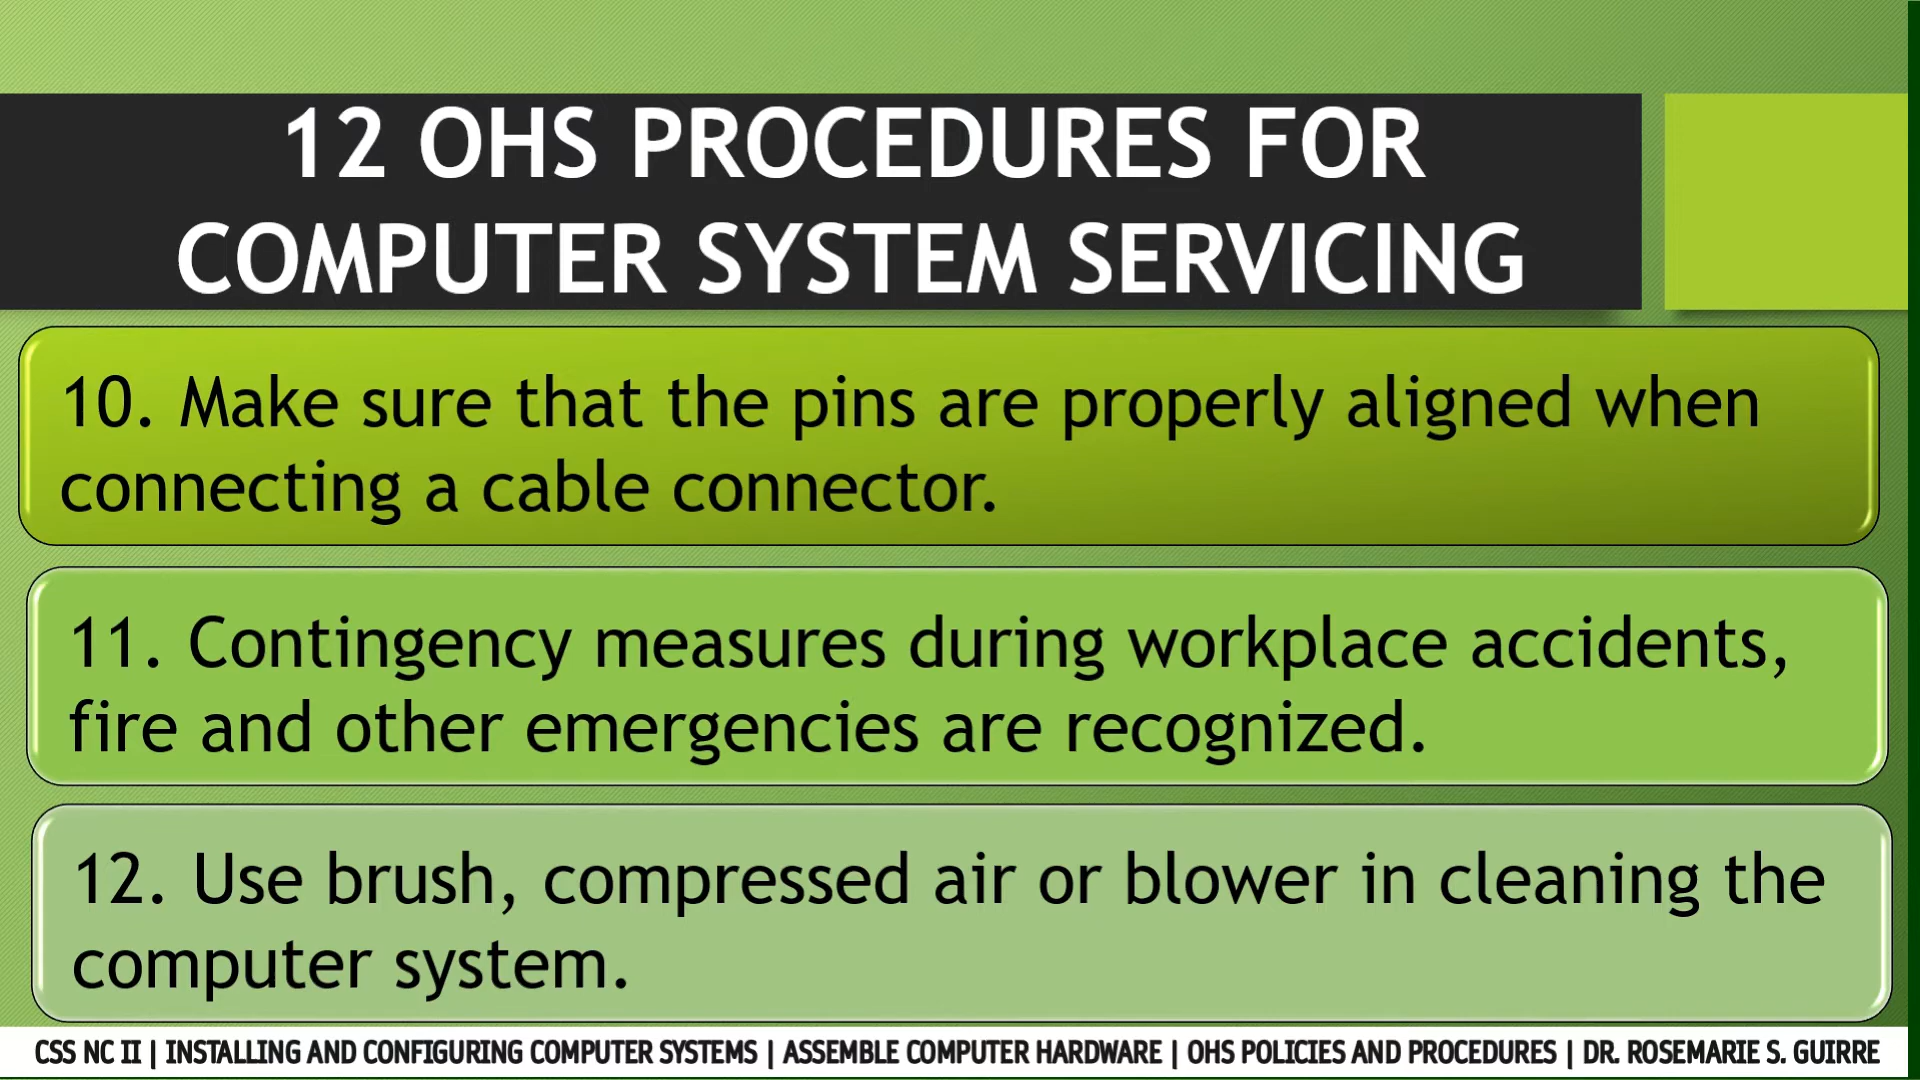 12 OHS PROCEDURES FOR
COMPUTER SYSTEM SERVICING
10. Make sure that the pins are properly aligned when
connecting a cable connector.
11. Contingency measures during workplace accidents,
fire and other emergencies are recognized.
12. Use brush, compressed air or blower in cleaning the
computer system.
CSS NC II | INSTALLING AND CONFIGURING COMPUTER SYSTEMS | ASSEMBLE COMPUTER HARDWARE | OHS POLICIES AND PROCEDURES | DR. ROSEMARIE S. GUIRRE